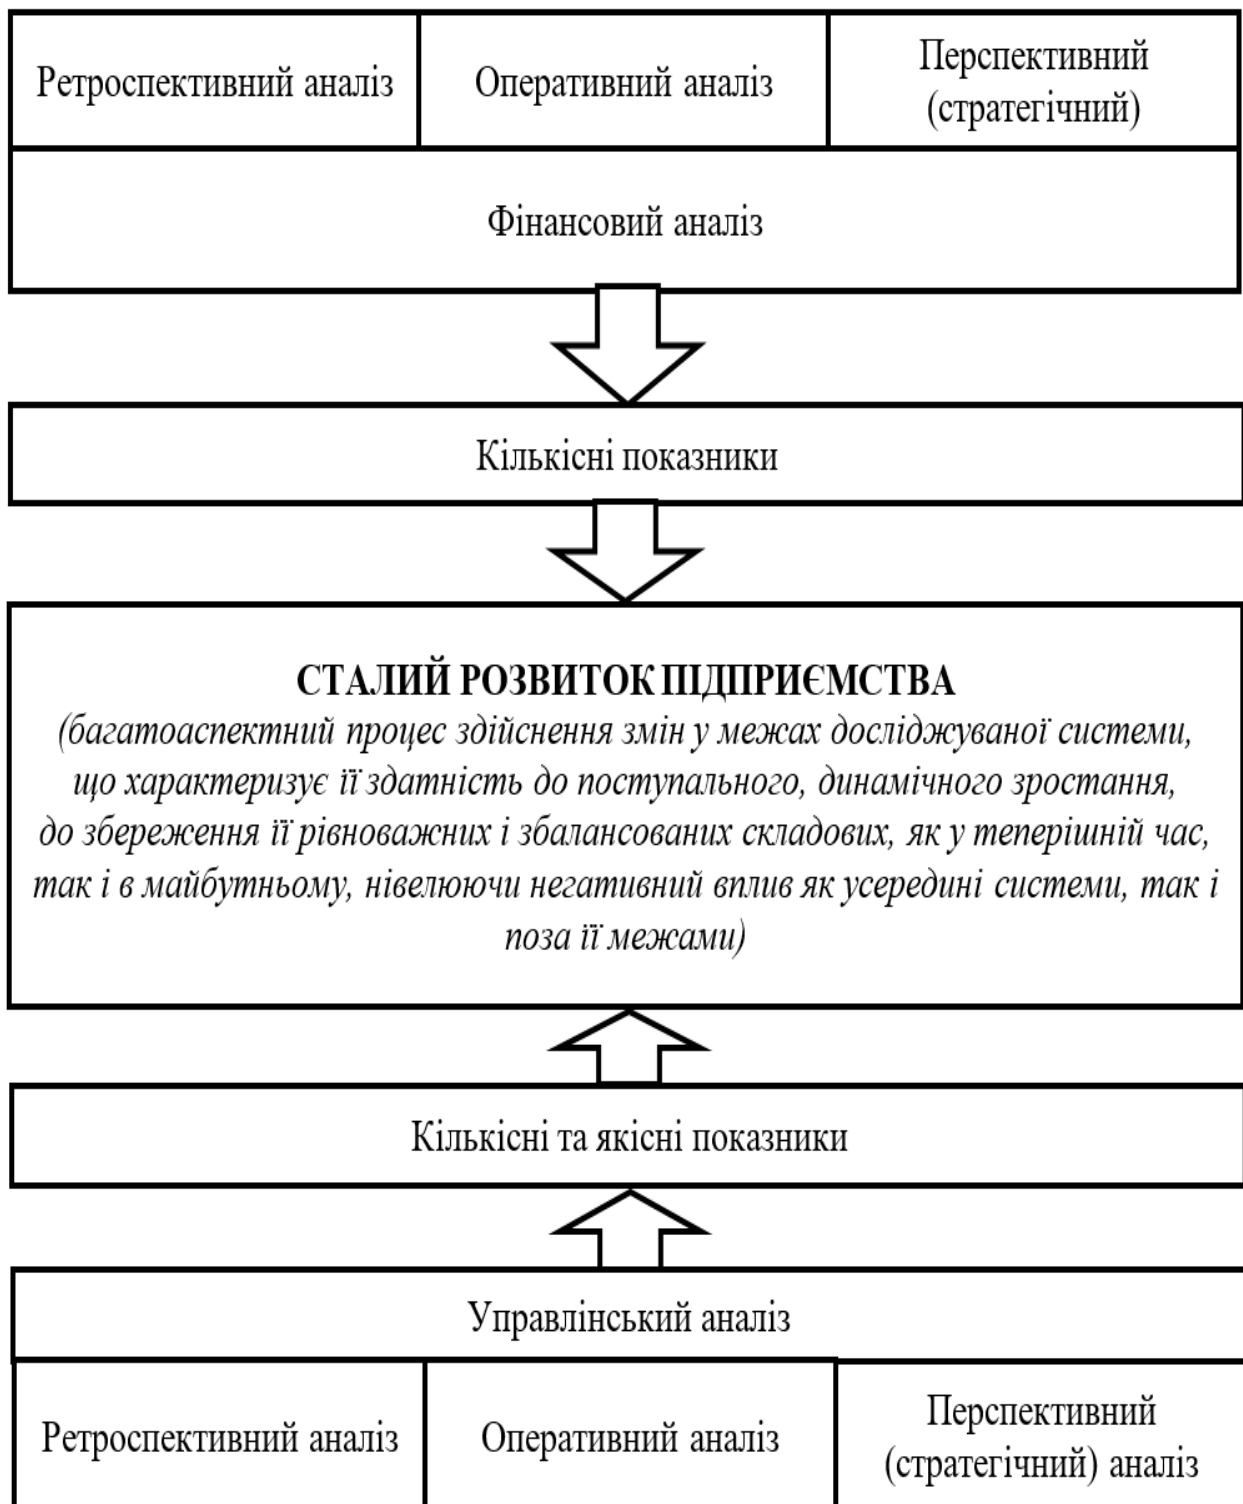 Ретроспективний аналіз
Оперативний аналіз
Перспективний
(стратегічний)
Фінансовий аналіз
Кількісні показники
СТАЛИЙ РОЗВИТОК ПІДПРИЄМСТВА
(багатоаспектний процес здійснення змін у межах досліджуваної системи,
що характеризує її здатність до поступального, динамічного зростання,
до збереження її рівноважних і збалансованих складових, як у теперішній час,
так і в майбутньому, нівелюючи негативний вплив як усередині системи, так і
поза її межами)
Кількісні та якісні показники
Управлінський аналіз
Ретроспективний аналіз
Оперативний аналіз
Перспективний
(стратегічний) аналіз